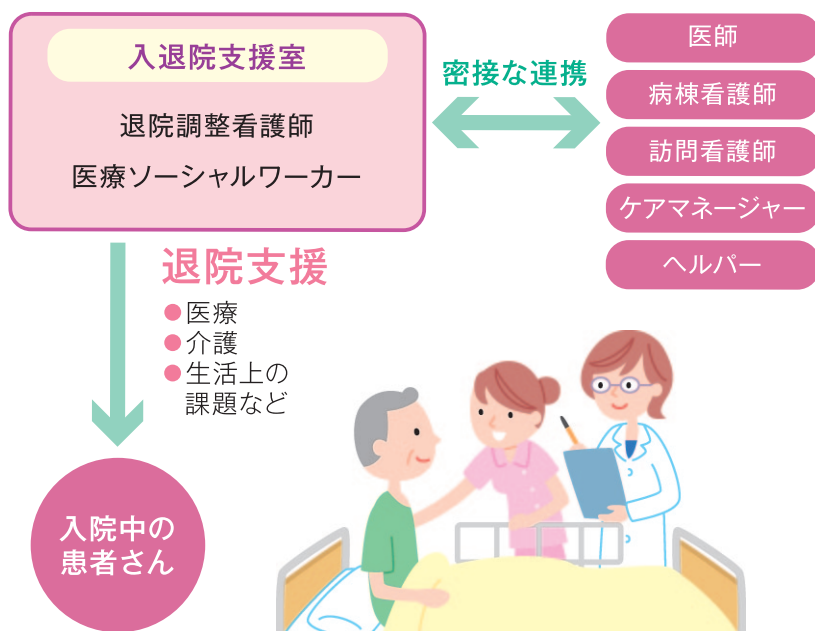 入退院支援室
退院調整看護師
医療ソーシャルワーカー
密接な連携
医師
病棟看護師
訪問看護師
ケアマネージャー
ヘルパー
退院支援
●医療
●介護
●生活上の
課題など
入院中の
患者さん